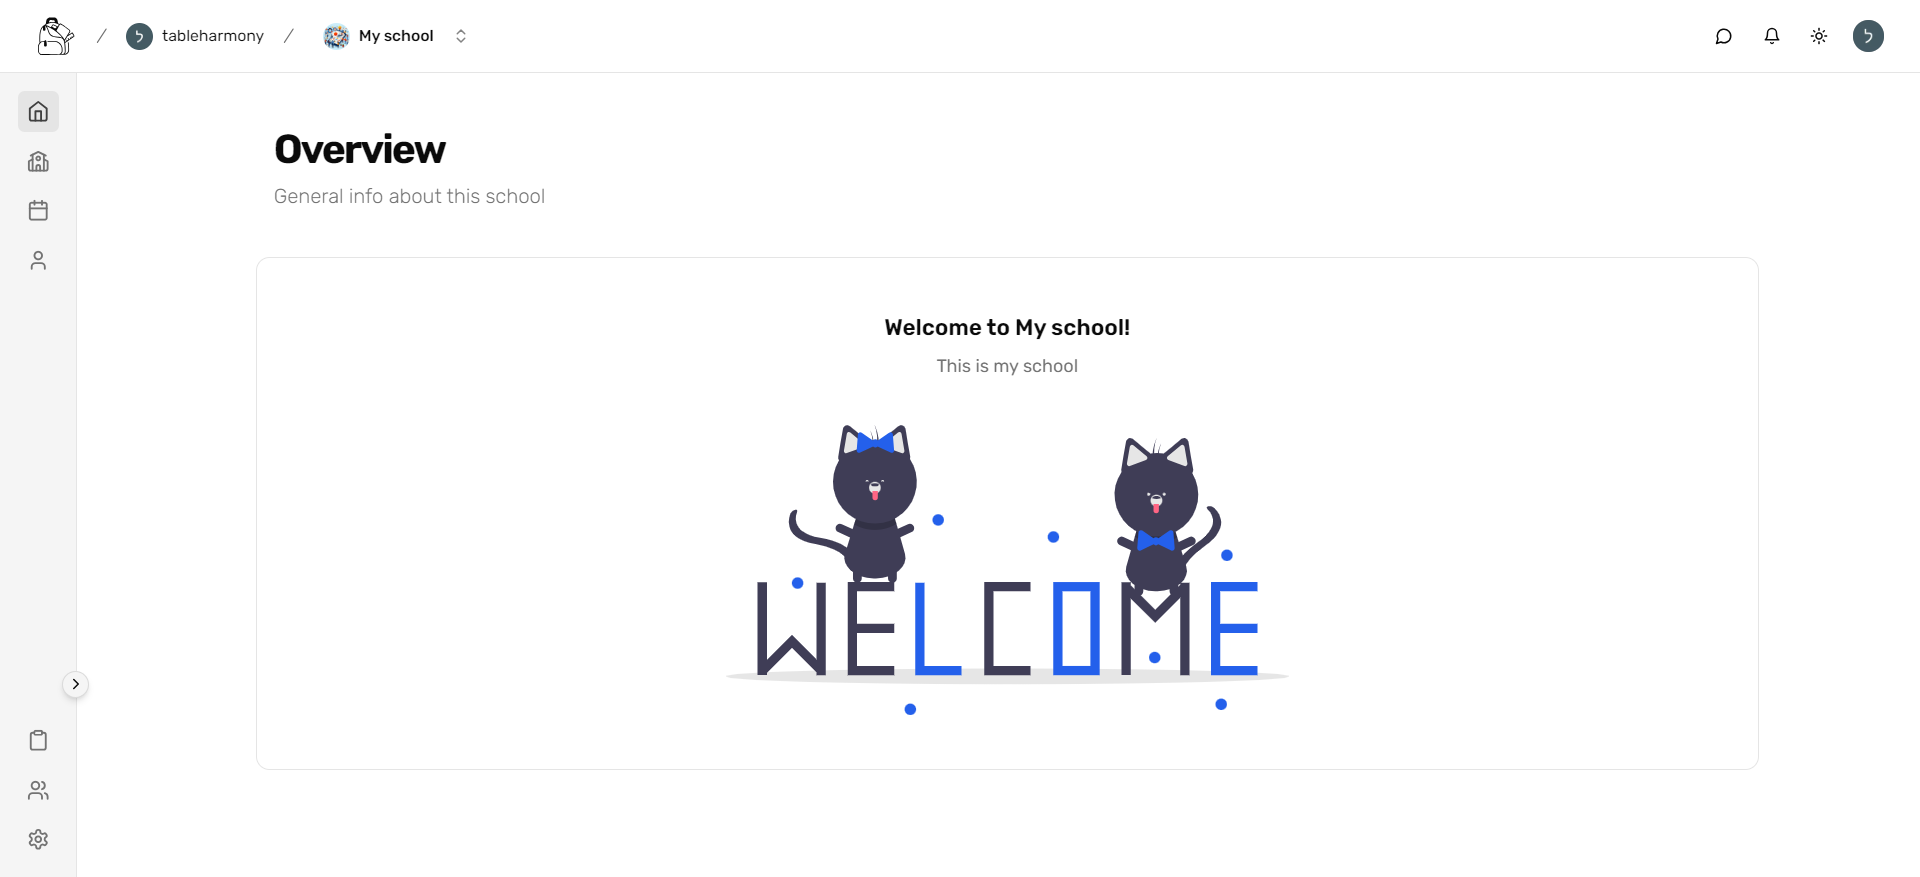 / ל tableharmony / My school
ל
Overview
General info about this school
Welcome to My school!
This is my school
WELCOME